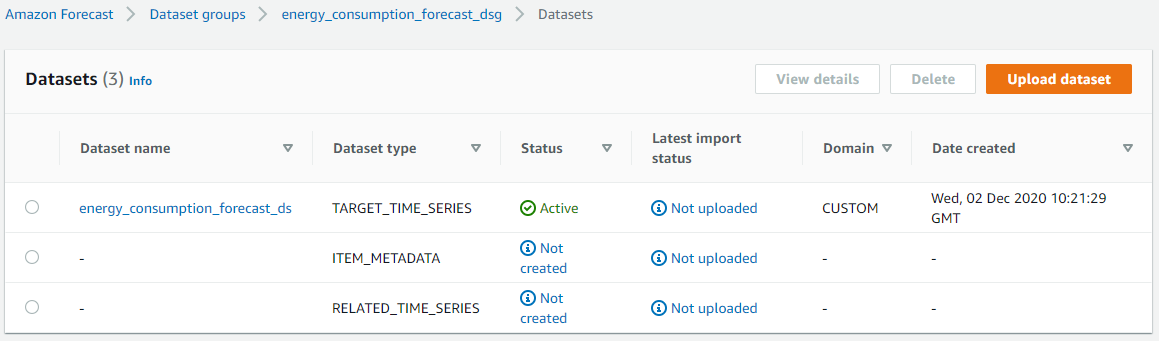 Amazon Forecast > Dataset groups > energy_consumption_forecast_dsg > Datasets
Datasets (3) Info View details Delete Upload dataset
Dataset name Dataset type Status Latest import status Domain Date created
energy_consumption_forecast_ds TARGET_TIME_SERIES Active Not uploaded CUSTOM Wed, 02 Dec 2020 10:21:29 GMT
- ITEM_METADATA Not created Not uploaded - -
- RELATED_TIME_SERIES Not created Not uploaded - -